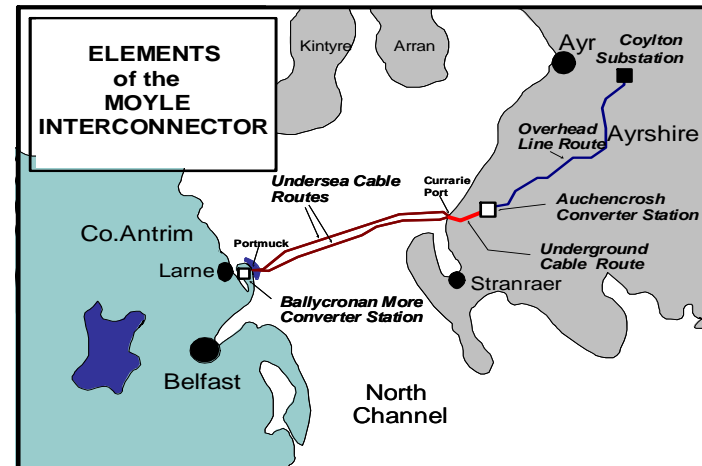 ELEMENTS
of the
MOYLE
INTERCONNECTOR
Kintyre
Arran
Ayr
Coylton
Substation
Overhead
Line Route
Ayrshire
Undersea Cable
Routes
Currarie
Port
Auchencrosh
Converter Station
Co.Antrim
Portmuck
Underground
Cable Route
Larne
Stranraer
Ballycronan More
Converter Station
Belfast
North
Channel